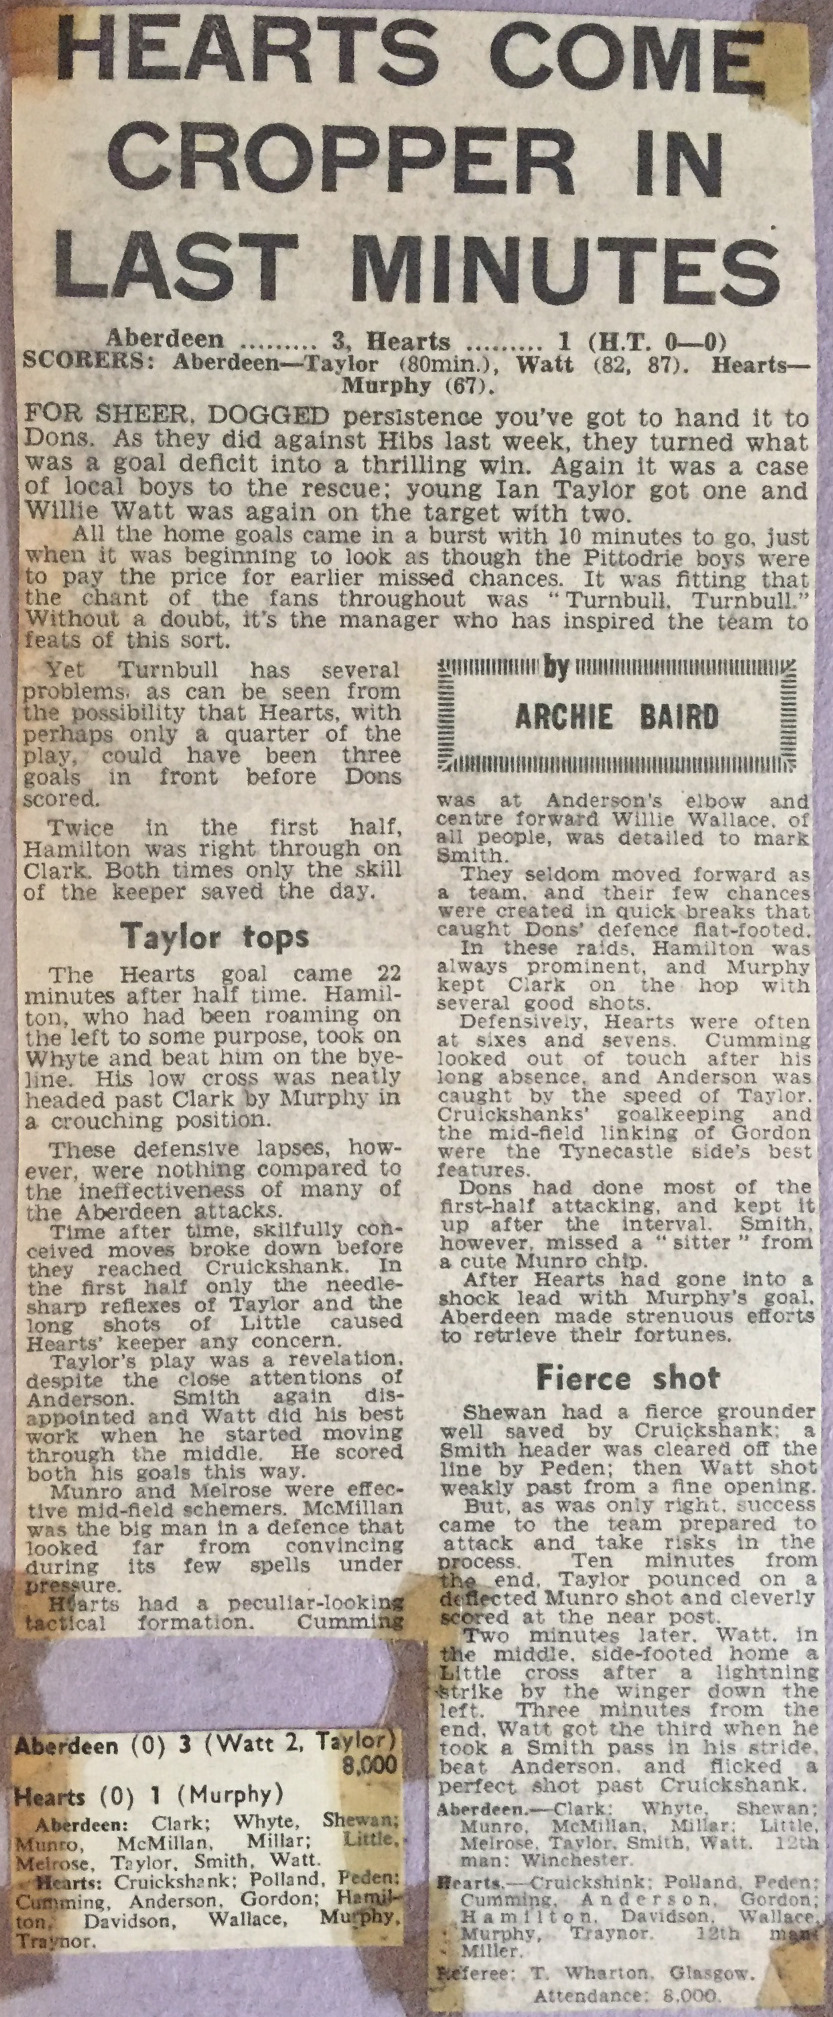 HEARTS COME
CROPPER IN
LAST MINUTES
Aberdeen ......... 3, Hearts ......... 1 (H.T. 0—0)
SCORERS: Aberdeen—Taylor (80min.), Watt (82, 87). Hearts—
Murphy (67).
FOR SHEER, DOGGED persistence you've got to hand it to
Dons. As they did against Hibs last week, they turned what
was a goal deficit into a thrilling win. Again it was a case
of local boys to the rescue; young Ian Taylor got one and
Willie Watt was again on the target with two.
All the home goals came in a burst with 10 minutes to go, just
when it was beginning to look as though the Pittodrie boys were
to pay the price for earlier missed chances. It was fitting that
the chant of the fans throughout was "Turnbull, Turnbull."
Without a doubt, it's the manager who has inspired the team to
feats of this sort.
Yet Turnbull has several
problems, as can be seen from
the possibility that Hearts, with
perhaps only a quarter of the
play, could have been three
goals in front before Dons
scored.
Twice in the first half,
Hamilton was right through on
Clark. Both times only the skill
of the keeper saved the day.
Taylor tops
The Hearts goal came 22
minutes after half time. Hamil-
ton, who had been roaming on
the left to some purpose, took on
Whyte and beat him on the bye-
line. His low cross was neatly
headed past Clark by Murphy in
a crouching position.
These defensive lapses, how-
ever, were nothing compared to
the ineffectiveness of many of
the Aberdeen attacks.
Time after time, skilfully con-
ceived moves broke down before
they reached Cruickshank. In
the first half only the needle-
sharp reflexes of Taylor and the
long shots of Little caused
Hearts' keeper any concern.
Taylor's play was a revelation,
despite the close attentions of
Anderson. Smith again dis-
appointed and Watt did his best
work when he started moving
through the middle. He scored
both his goals this way.
Munro and Melrose were effec-
tive mid-field schemers. McMillan
was the big man in a defence that
looked far from convincing
during its few spells under
pressure.
Hearts had a peculiar-looking
tactical formation. Cumming
by
ARCHIE BAIRD
was at Anderson's elbow and
centre forward Willie Wallace, of
all people, was detailed to mark
Smith.
They seldom moved forward as
a team, and their few chances
were created in quick breaks that
caught Dons' defence flat-footed.
In these raids, Hamilton was
always prominent, and Murphy
kept Clark on the hop with
several good shots.
Defensively, Hearts were often
at sixes and sevens. Cumming
looked out of touch after his
long absence, and Anderson was
caught by the speed of Taylor.
Cruickshanks' goalkeeping and
the mid-field linking of Gordon
were the Tynecastle side's best
features.
Dons had done most of the
first-half attacking, and kept it
up after the interval. Smith,
however, missed a "sitter" from
a cute Munro chip.
After Hearts had gone into a
shock lead with Murphy's goal,
Aberdeen made strenuous efforts
to retrieve their fortunes.
Fierce shot
Shewan had a fierce grounder
well saved by Cruickshank; a
Smith header was cleared off the
line by Peden; then Watt shot
weakly past from a fine opening.
But, as was only right, success
came to the team prepared to
attack and take risks in the
process. Ten minutes from
the end, Taylor pounced on a
deflected Munro shot and cleverly
scored at the near post.
Two minutes later, Watt, in
the middle, side-footed home a
Little cross after a lightning
strike by the winger down the
left. Three minutes from the
end, Watt got the third when he
took a Smith pass in his stride,
beat Anderson, and flicked a
perfect shot past Cruickshank.
Aberdeen.—Clark; Whyte, Shewan;
Munro, McMillan, Millar; Little,
Melrose, Taylor, Smith, Watt. 12th
man: Winchester.
Hearts.—Cruickshink; Polland, Peden;
Cumming, Anderson, Gordon;
Hamilton, Davidson, Wallace,
Murphy, Traynor. 12th man:
Miller.
Referee: T. Wharton, Glasgow.
Attendance: 8,000.
Aberdeen (0) 3 (Watt 2, Taylor)
8,000
Hearts (0) 1 (Murphy)
Aberdeen: Clark; Whyte, Shewan;
Munro, McMillan, Millar; Little,
Melrose, Taylor, Smith, Watt.
Hearts: Cruickshank; Polland, Peden;
Cumming, Anderson, Gordon; Hamil-
ton, Davidson, Wallace, Murphy,
Traynor.